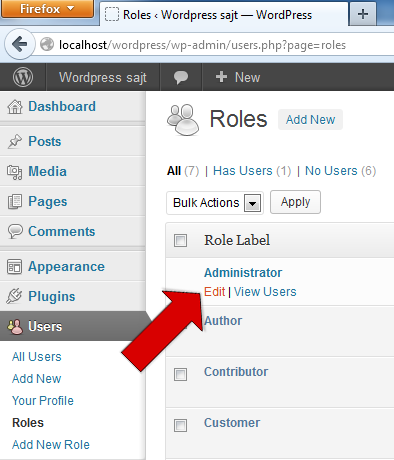 Firefox
Roles ‹ Wordpress sajt — WordPress
localhost/wordpress/wp-admin/users.php?page=roles
Wordpress sajt + New
Dashboard
Posts
Media
Pages
Comments
Appearance
Plugins
Users
All Users
Add New
Your Profile
Roles
Add New Role
Roles Add New
All (7) | Has Users (1) | No Users (6)
Bulk Actions Apply
Role Label
Administrator
Edit | View Users
Author
Contributor
Customer